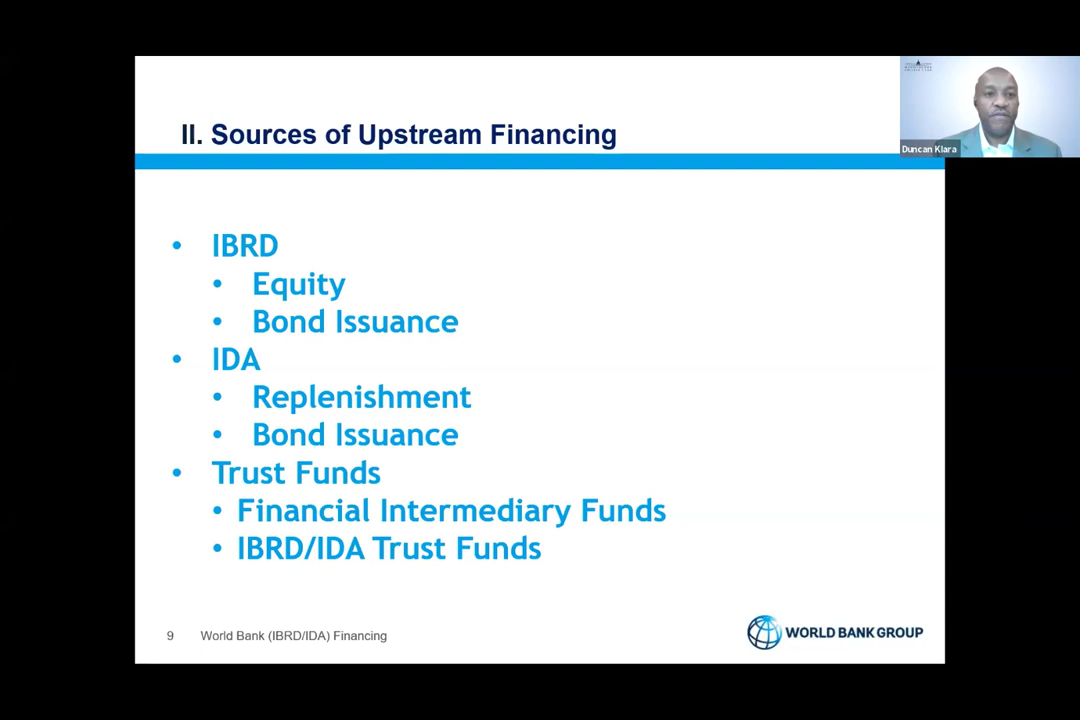 II. Sources of Upstream Financing
Duncan Klara
• IBRD
• Equity
• Bond Issuance
• IDA
• Replenishment
• Bond Issuance
• Trust Funds
• Financial Intermediary Funds
• IBRD/IDA Trust Funds
9 World Bank (IBRD/IDA) Financing
WORLD BANK GROUP